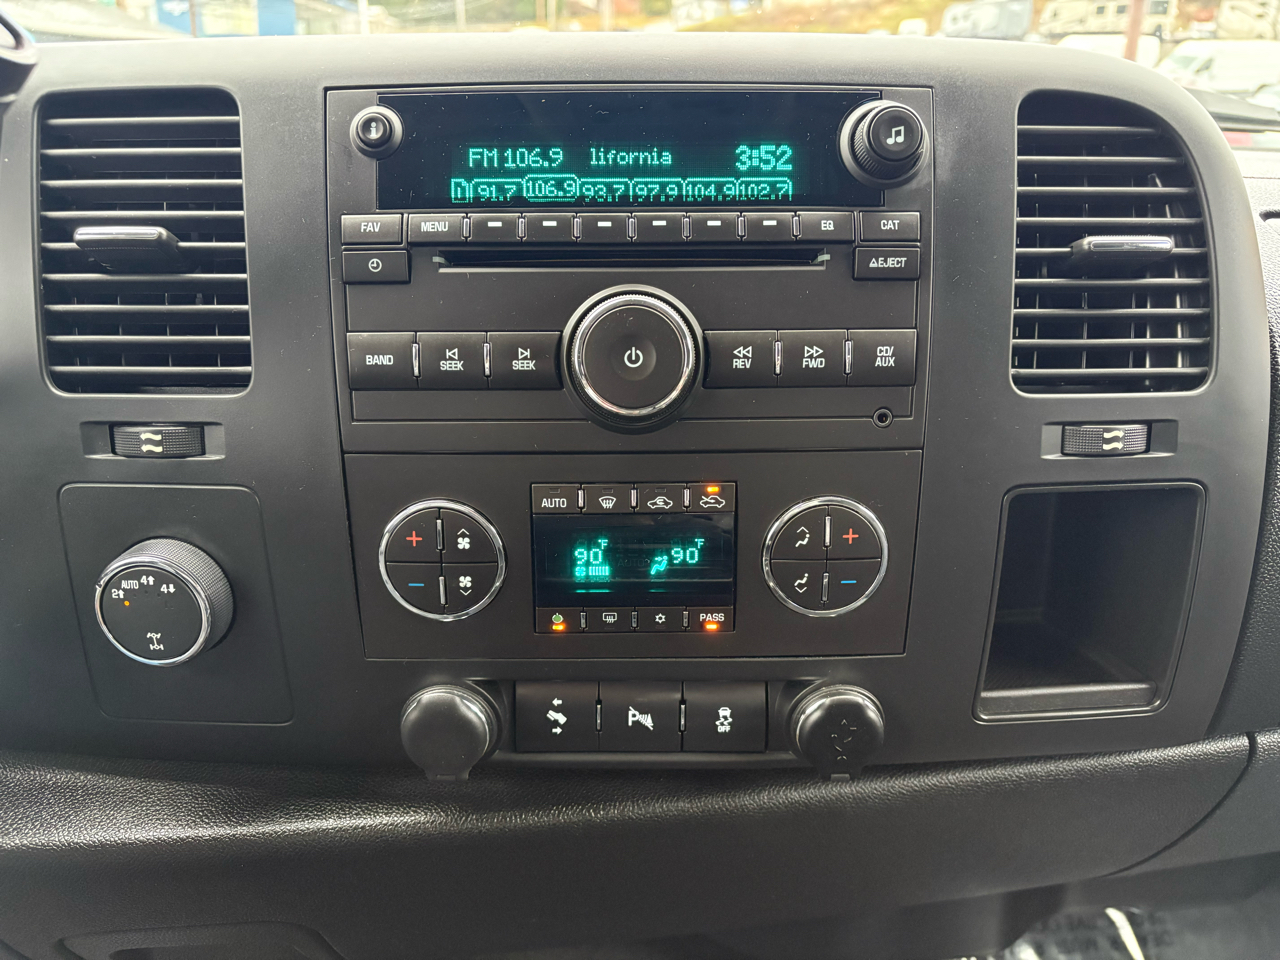 FM 106.9 lifornia 3:52
91.7 106.9 93.7 97.9 104.9 102.7
FAV MENU EQ CAT
EJECT
BAND SEEK SEEK REV FWD CD/
AUX
AUTO
90°F 90°F
PASS
2 AUTO 4 4
P
OFF